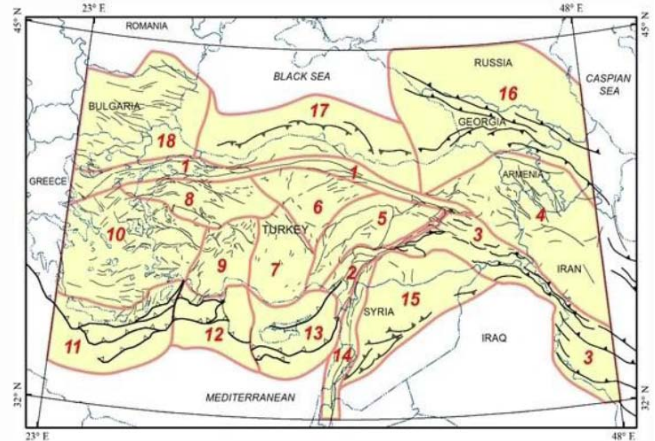 23° E
48° E
45° N
45° N
ROMANIA
RUSSIA
BLACK SEA
CASPIAN
SEA
16
BULGARIA
17
GEORGIA
18
1
1
ARMENIA
GREECE
8
6
5
4
10
TURKEY
3
9
7
2
IRAN
15
SYRIA
11
12
13
14
IRAQ
3
MEDITERRANEAN
32° N
32° N
23° E
48° E